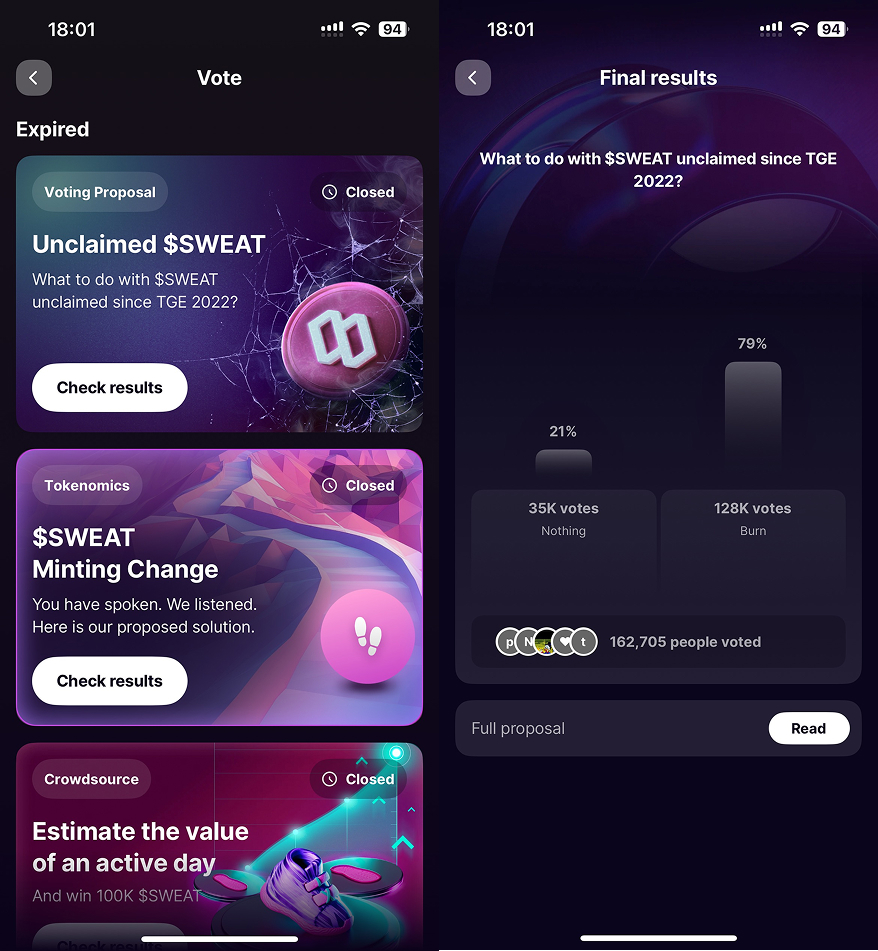 18:01
94
Vote
Expired
Voting Proposal
Closed
Unclaimed $SWEAT
What to do with $SWEAT
unclaimed since TGE 2022?
Check results
Tokenomics
Closed
$SWEAT
Minting Change
You have spoken. We listened.
Here is our proposed solution.
Check results
Crowdsource
Closed
Estimate the value
of an active day
And win 100K $SWEAT
Check results
18:01
94
Final results
What to do with $SWEAT unclaimed since TGE
2022?
79%
21%
35K votes
Nothing
128K votes
Burn
p N t
162,705 people voted
Full proposal
Read